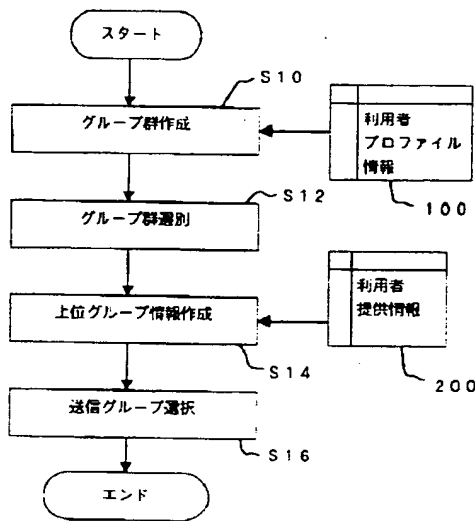 スタート
S10
グループ群作成
利用者
プロファイル
情報
100
S12
グループ群選別
利用者
提供情報
上位グループ情報作成
S14
200
送信グループ選択
S16
エンド